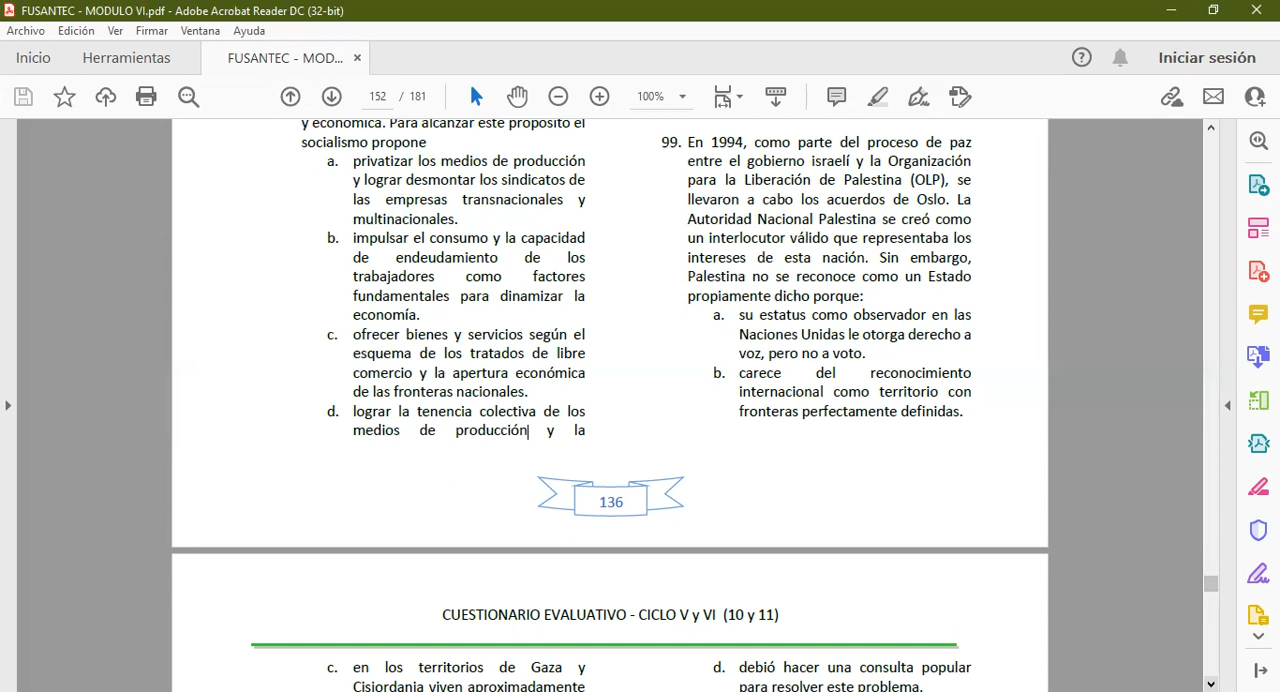 FUSANTEC - MODULO VI.pdf - Adobe Acrobat Reader DC (32-bit)
Archivo Edición Ver Firmar Ventana Ayuda
Inicio Herramientas FUSANTEC - MOD... × Iniciar sesión
152 / 181 100%
y económica. Para alcanzar este propósito el
socialismo propone
a. privatizar los medios de producción
y lograr desmontar los sindicatos de
las empresas transnacionales y
multinacionales.
b. impulsar el consumo y la capacidad
de endeudamiento de los
trabajadores como factores
fundamentales para dinamizar la
economía.
c. ofrecer bienes y servicios según el
esquema de los tratados de libre
comercio y la apertura económica
de las fronteras nacionales.
d. lograr la tenencia colectiva de los
medios de producción y la
99. En 1994, como parte del proceso de paz
entre el gobierno israelí y la Organización
para la Liberación de Palestina (OLP), se
llevaron a cabo los acuerdos de Oslo. La
Autoridad Nacional Palestina se creó como
un interlocutor válido que representaba los
intereses de esta nación. Sin embargo,
Palestina no se reconoce como un Estado
propiamente dicho porque:
a. su estatus como observador en las
Naciones Unidas le otorga derecho a
voz, pero no a voto.
b. carece del reconocimiento
internacional como territorio con
fronteras perfectamente definidas.
136
CUESTIONARIO EVALUATIVO - CICLO V y VI (10 y 11)
c. en los territorios de Gaza y
Cisjordania viven aproximadamente
d. debió hacer una consulta popular
para resolver este problema.